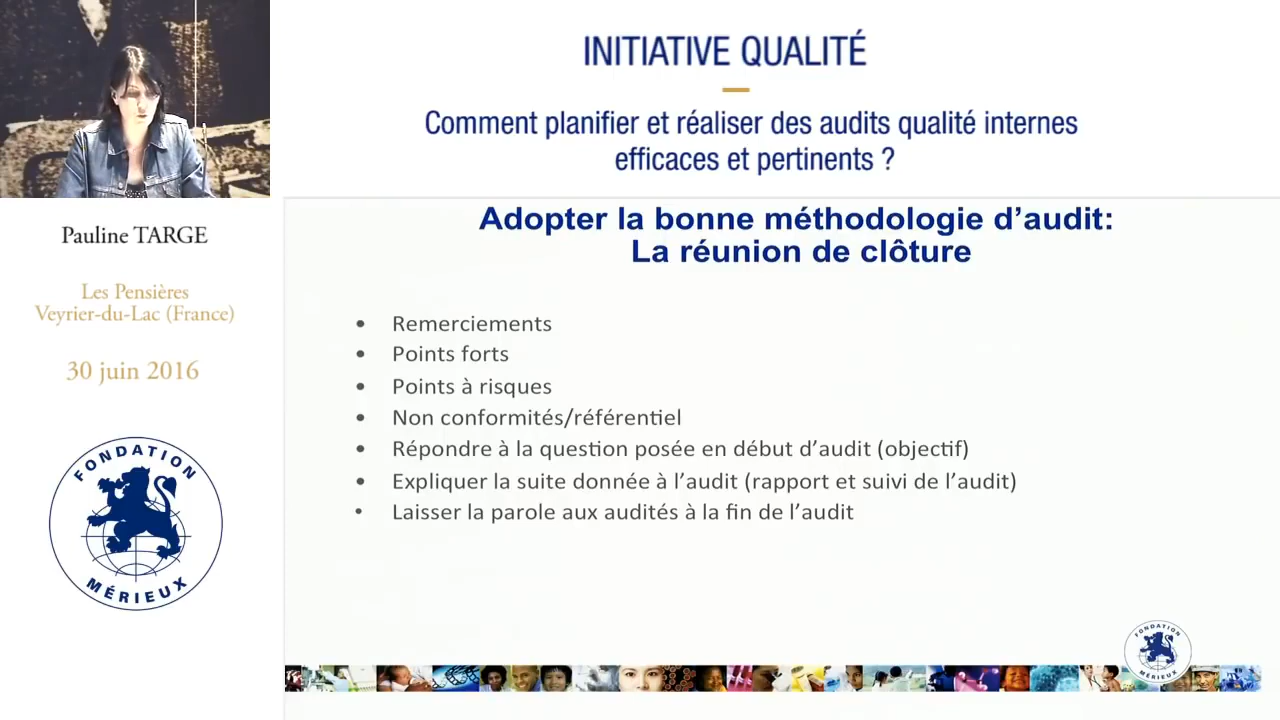 INITIATIVE QUALITÉ
Comment planifier et réaliser des audits qualité internes
efficaces et pertinents ?
Pauline TARGE
Les Pensières
Veyrier-du-Lac (France)
30 juin 2016
FONDATION
MÉRIEUX
Adopter la bonne méthodologie d’audit:
La réunion de clôture
• Remerciements
• Points forts
• Points à risques
• Non conformités/référentiel
• Répondre à la question posée en début d’audit (objectif)
• Expliquer la suite donnée à l’audit (rapport et suivi de l’audit)
• Laisser la parole aux audités à la fin de l’audit
FONDATION
MÉRIEUX